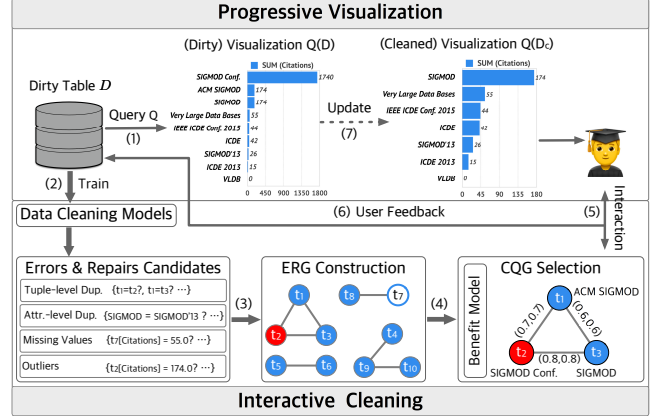 Progressive Visualization
(Dirty) Visualization Q(D)
SUM (Citations)
SIGMOD Conf.
1740
ACM SIGMOD
174
SIGMOD
174
Very Large Data Bases
55
IEEE ICDE Conf. 2013
44
ICDE
42
SIGMOD'13
26
ICDE 2013
15
VLDB
0
0 450 900 1350 1800
(Cleaned) Visualization Q(Dc)
SUM (Citations)
SIGMOD
174
Very Large Data Bases
55
IEEE ICDE Conf. 2015
44
ICDE
42
SIGMOD'13
26
ICDE 2013
15
VLDB
0
0 45 90 135 180
Dirty Table D
Query Q
(1)
Update
(7)
(2)
Train
Data Cleaning Models
(6) User Feedback
(5)
Interaction
Errors & Repairs Candidates
Tuple-level Dup. {t1=t2?, t1=t3? ···}
Attr.-level Dup. {SIGMOD = SIGMOD'13 ? ···}
Missing Values {t7[Citations] = 55.0? ···}
Outliers {t2[Citations] = 174.0? ···}
(3)
ERG Construction
t1
t8
t7
t2
t3
t4
t5
t6
t9
t10
(4)
CQG Selection
Benefit Model
t1
ACM SIGMOD
(0.7,0.7)
(0.6,0.6)
t2
t3
(0.8,0.8)
SIGMOD Conf.
SIGMOD
Interactive Cleaning